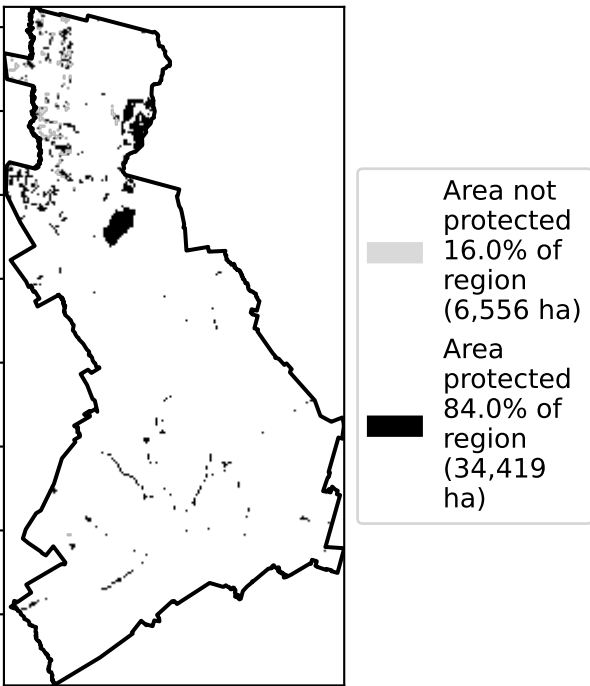 Area not
protected
16.0% of
region
(6,556 ha)
Area
protected
84.0% of
region
(34,419
ha)